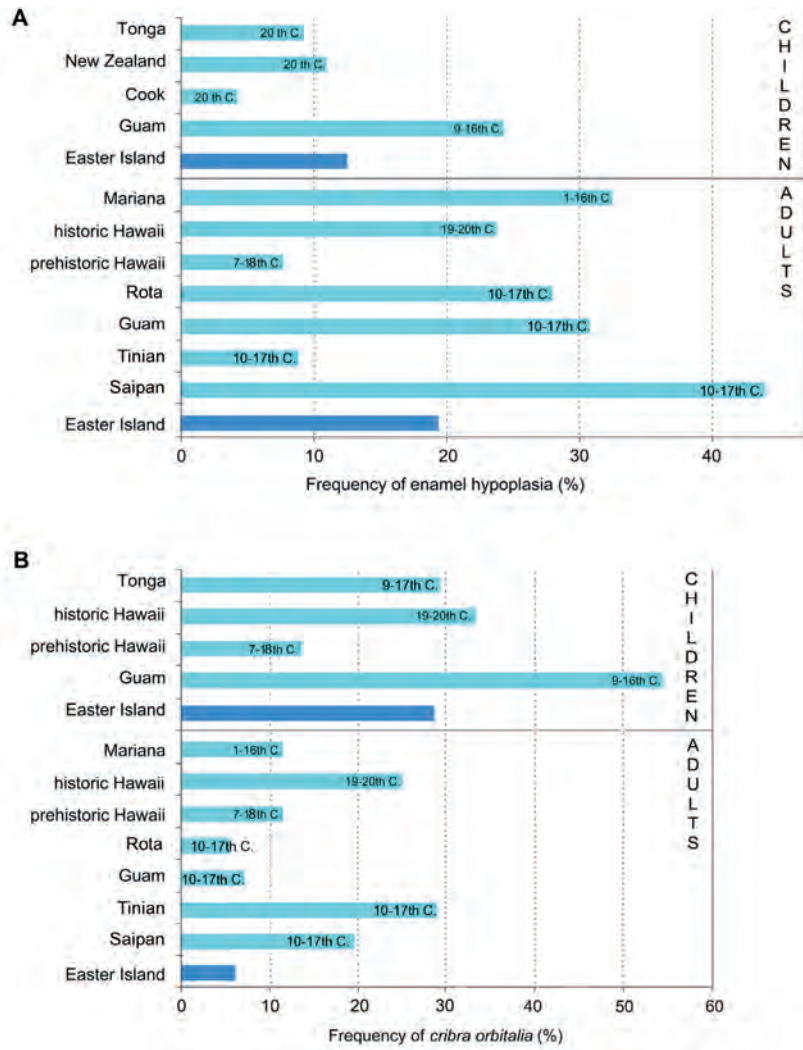 A
Tonga 20 th C.
New Zealand 20 th C.
Cook 20 th C.
Guam 9-16th C.
Easter Island
CHILDREN
Mariana 1-16th C.
historic Hawaii 19-20th C.
prehistoric Hawaii 7-18th C.
Rota 10-17th C.
Guam 10-17th C.
Tinian 10-17th C.
Saipan 10-17th C.
Easter Island
ADULTS
0 10 20 30 40
Frequency of enamel hypoplasia (%)
B
Tonga 9-17th C.
historic Hawaii 19-20th C.
prehistoric Hawaii 7-18th C.
Guam 9-16th C.
Easter Island
CHILDREN
Mariana 1-16th C.
historic Hawaii 19-20th C.
prehistoric Hawaii 7-18th C.
Rota 10-17th C.
Guam 10-17th C.
Tinian 10-17th C.
Saipan 10-17th C.
Easter Island
ADULTS
0 10 20 30 40 50 60
Frequency of cribra orbitalia (%)